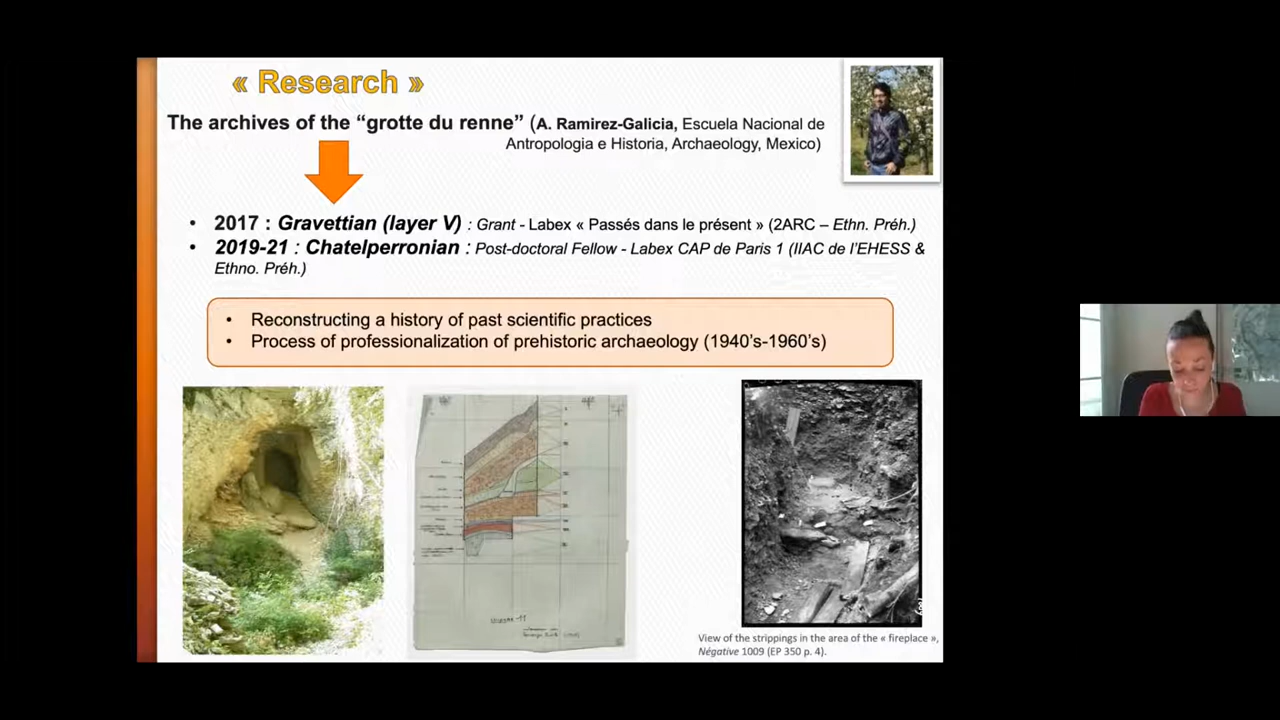 « Research »
The archives of the “grotte du renne” (A. Ramirez-Galicia, Escuela Nacional de
Antropologia e Historia, Archaeology, Mexico)
• 2017 : Gravettian (layer V) : Grant - Labex « Passés dans le présent » (2ARC – Ethn. Préh.)
• 2019-21 : Chatelperronian : Post-doctoral Fellow - Labex CAP de Paris 1 (IIAC de l’EHESS &
Ethno. Préh.)
• Reconstructing a history of past scientific practices
• Process of professionalization of prehistoric archaeology (1940’s-1960’s)
View of the strippings in the area of the « fireplace »,
Négative 1009 (EP 350 p. 4).